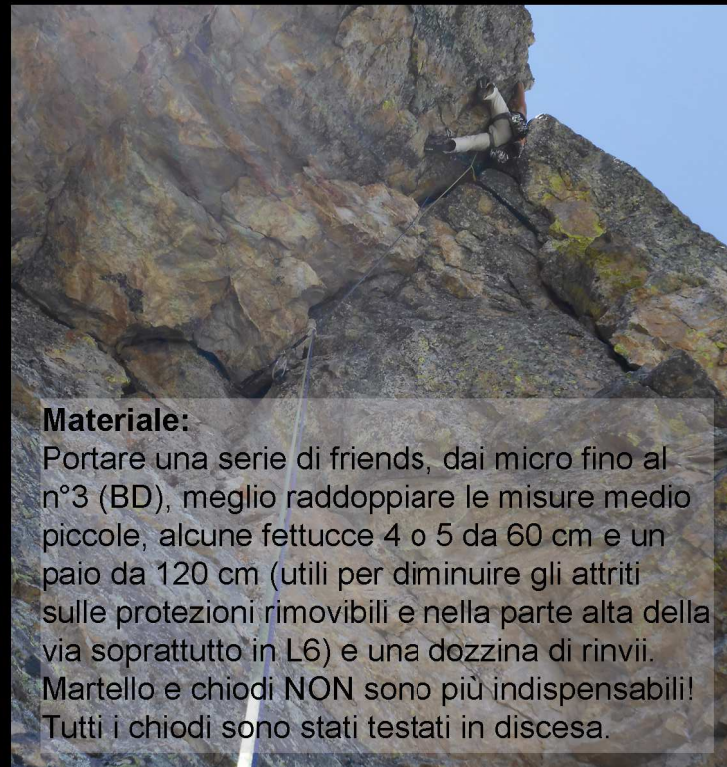 Materiale:
Portare una serie di friends, dai micro fino al
n°3 (BD), meglio raddoppiare le misure medio
piccole, alcune fettucce 4 o 5 da 60 cm e un
paio da 120 cm (utili per diminuire gli attriti
sulle protezioni rimovibili e nella parte alta della
via soprattutto in L6) e una dozzina di rinvii.
Martello e chiodi NON sono più indispensabili!
Tutti i chiodi sono stati testati in discesa.